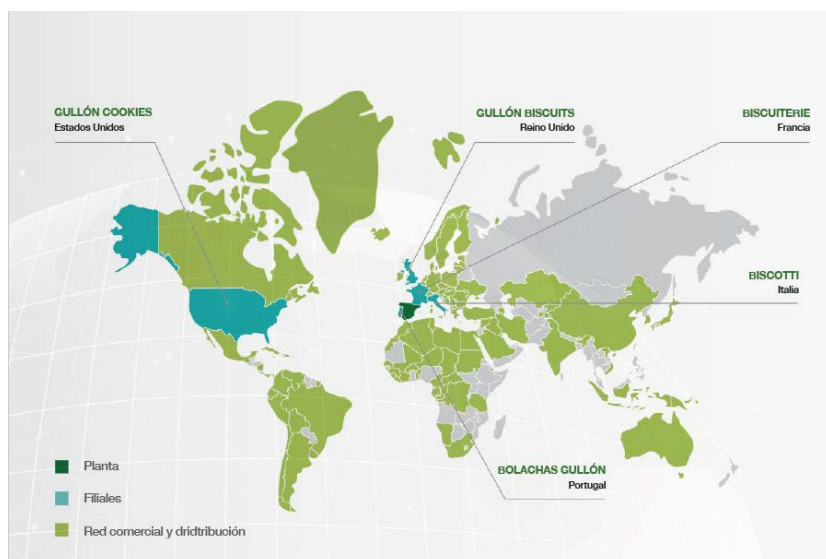 GULLÓN COOKIES
Estados Unidos
GULLÓN BISCUITS
Reino Unido
BISCUITERIE
Francia
BISCOTTI
Italia
BOLACHAS GULLÓN
Portugal
Planta
Filiales
Red comercial y dridtribución